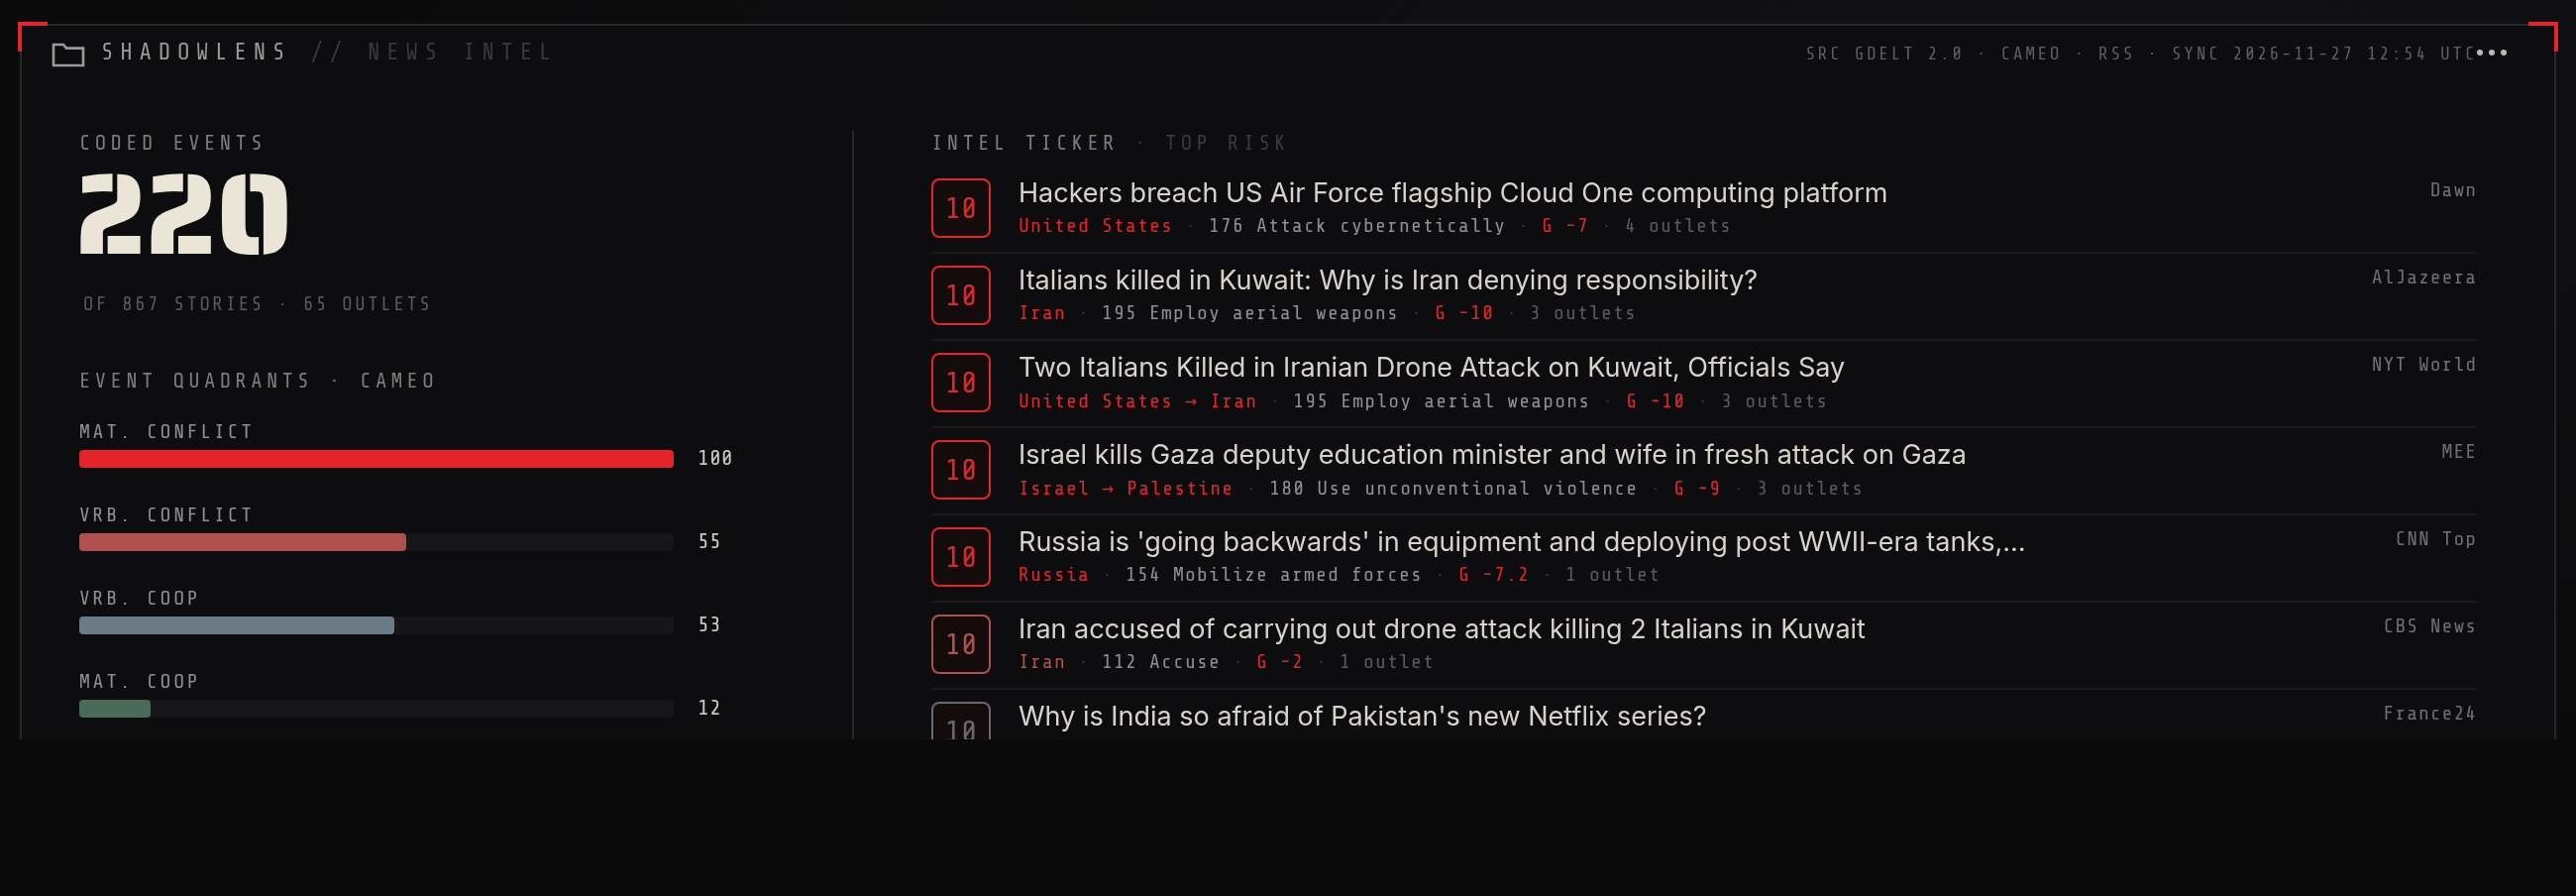 SHADOWLENS // NEWS INTEL
SRC GDELT 2.0 · CAMEO · RSS · SYNC 2026-11-27 12:54 UTC
CODED EVENTS
220
OF 867 STORIES · 65 OUTLETS
EVENT QUADRANTS · CAMEO
MAT. CONFLICT
100
VRB. CONFLICT
55
VRB. COOP
53
MAT. COOP
12
INTEL TICKER · TOP RISK
10 Hackers breach US Air Force flagship Cloud One computing platform Dawn
United States · 176 Attack cybernetically · G -7 · 4 outlets
10 Italians killed in Kuwait: Why is Iran denying responsibility? AlJazeera
Iran · 195 Employ aerial weapons · G -10 · 3 outlets
10 Two Italians Killed in Iranian Drone Attack on Kuwait, Officials Say NYT World
United States → Iran · 195 Employ aerial weapons · G -10 · 3 outlets
10 Israel kills Gaza deputy education minister and wife in fresh attack on Gaza MEE
Israel → Palestine · 180 Use unconventional violence · G -9 · 3 outlets
10 Russia is 'going backwards' in equipment and deploying post WWII-era tanks,... CNN Top
Russia · 154 Mobilize armed forces · G -7.2 · 1 outlet
10 Iran accused of carrying out drone attack killing 2 Italians in Kuwait CBS News
Iran · 112 Accuse · G -2 · 1 outlet
10 Why is India so afraid of Pakistan's new Netflix series? France24